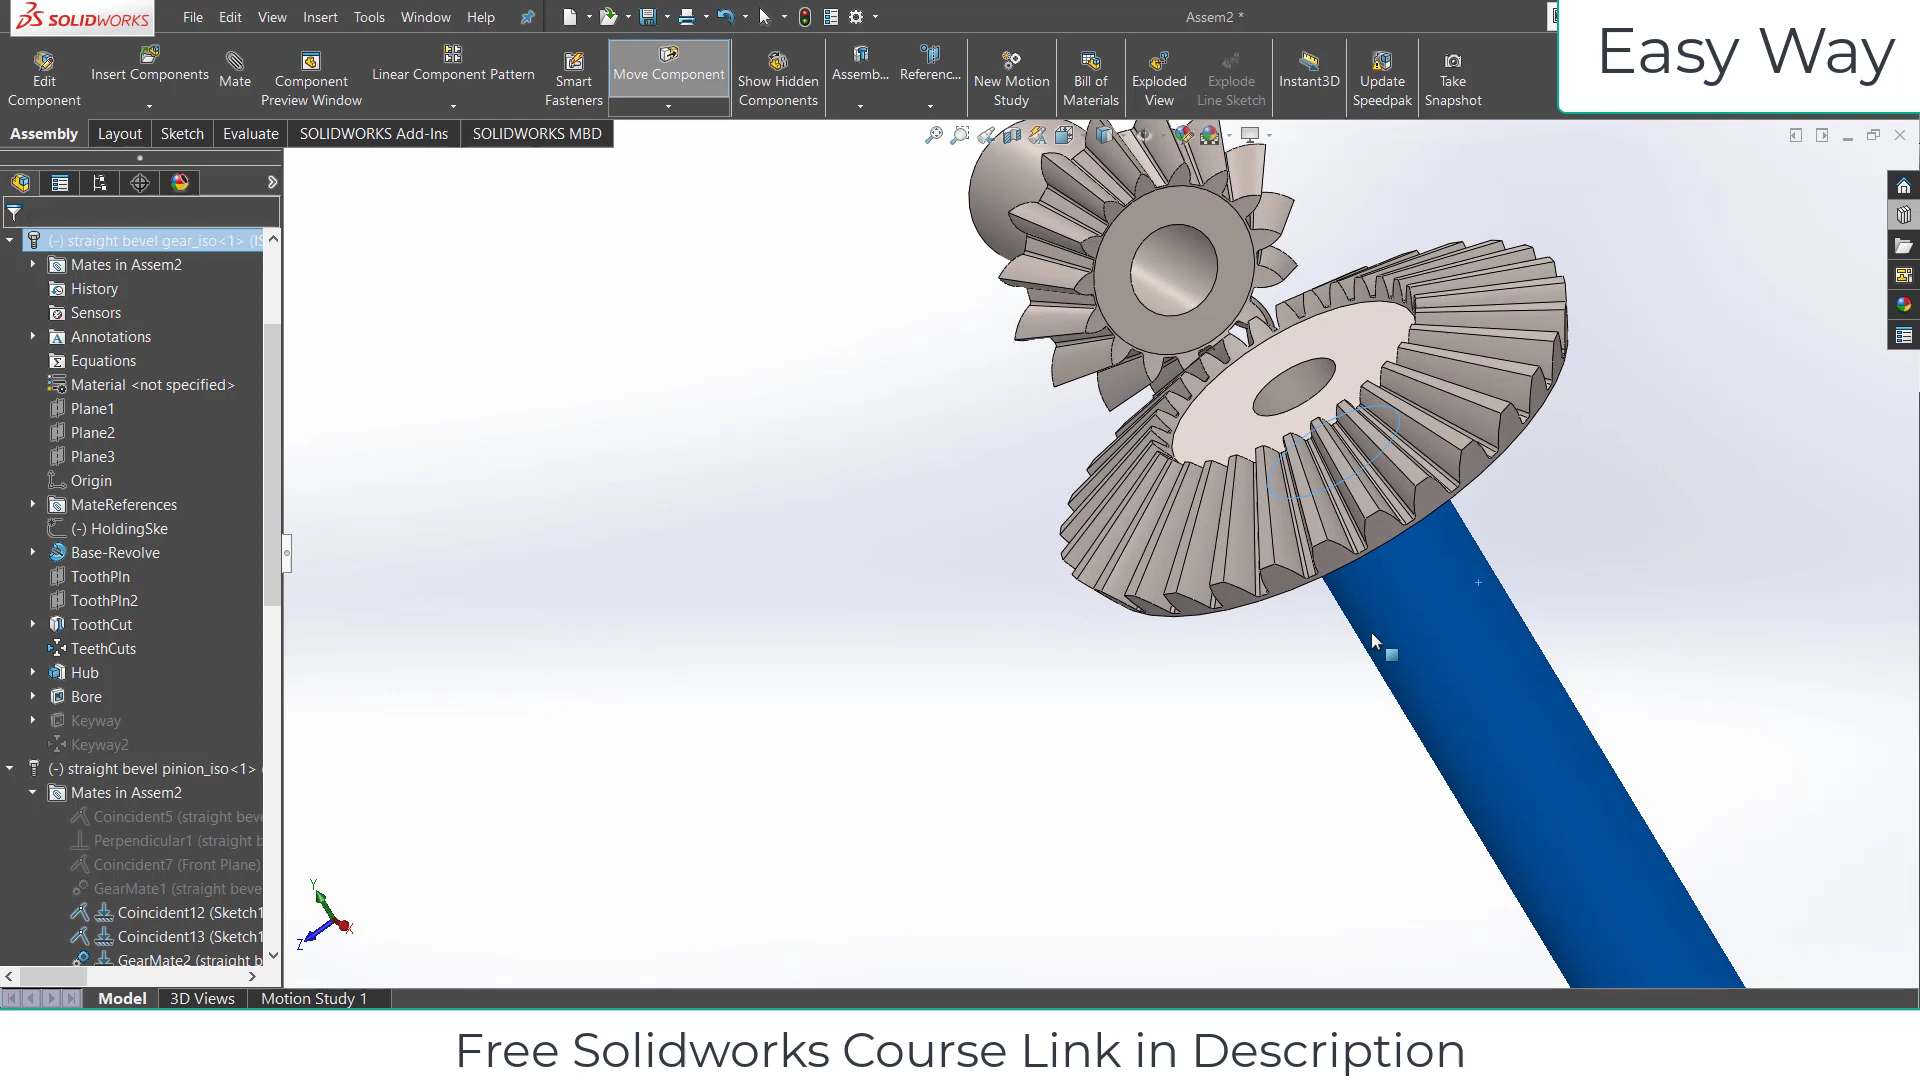 SOLIDWORKS
File Edit View Insert Tools Window Help
Assem2 *
Easy Way
Edit Component
Insert Components
Mate
Component Preview Window
Linear Component Pattern
Smart Fasteners
Move Component
Show Hidden Components
Assemb...
Referenc...
New Motion Study
Bill of Materials
Exploded View
Explode Line Sketch
Instant3D
Update Speedpak
Take Snapshot
Assembly Layout Sketch Evaluate SOLIDWORKS Add-Ins SOLIDWORKS MBD
(-) straight bevel gear_iso<1> (IS
Mates in Assem2
History
Sensors
Annotations
Equations
Material <not specified>
Plane1
Plane2
Plane3
Origin
MateReferences
(-) HoldingSke
Base-Revolve
ToothPln
ToothPln2
ToothCut
TeethCuts
Hub
Bore
Keyway
Keyway2
(-) straight bevel pinion_iso<1> (
Mates in Assem2
Coincident5 (straight beve
Perpendicular1 (straight b
Coincident7 (Front Plane)
GearMate1 (straight beve
Coincident12 (Sketch1
Coincident13 (Sketch1
GearMate2 (straight b
Y
X
Z
Model 3D Views Motion Study 1
Free Solidworks Course Link in Description